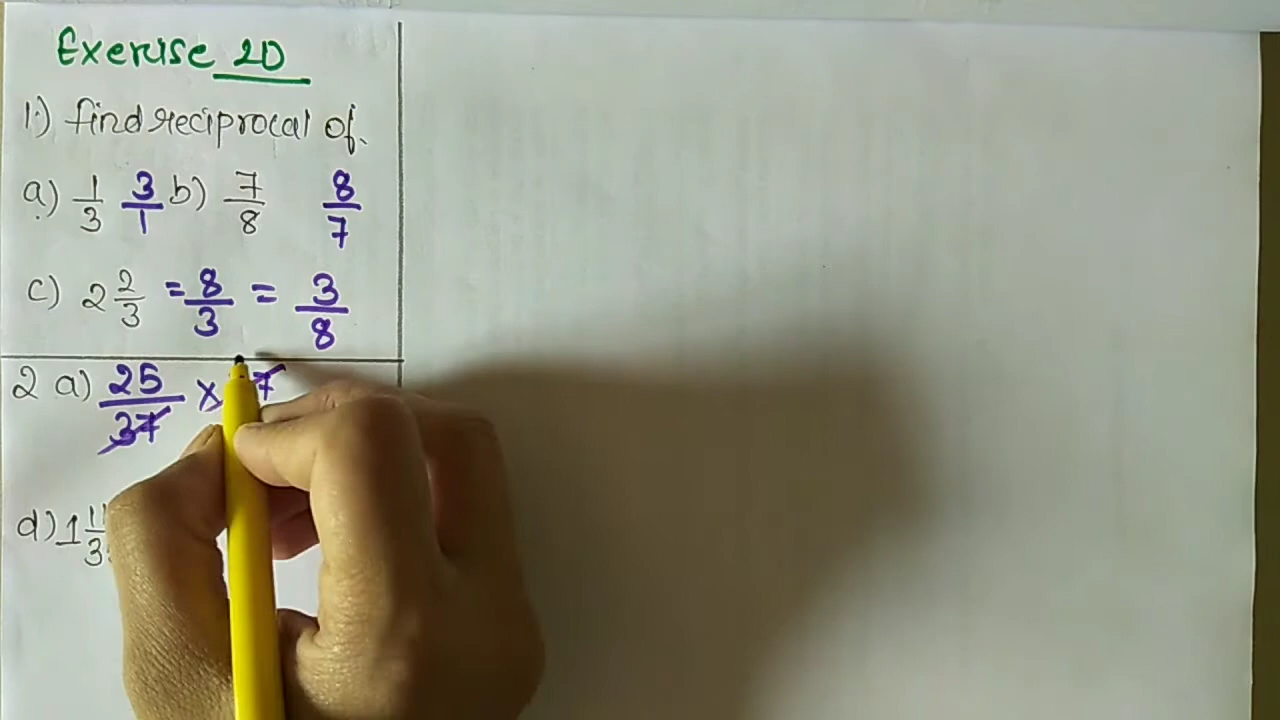 Exercise 2D
1.) find reciprocal of.
a) 1/3 3/1 b) 7/8 8/7
c) 2 2/3 = 8/3 = 3/8
2 a) 25/37 ×
d) 1